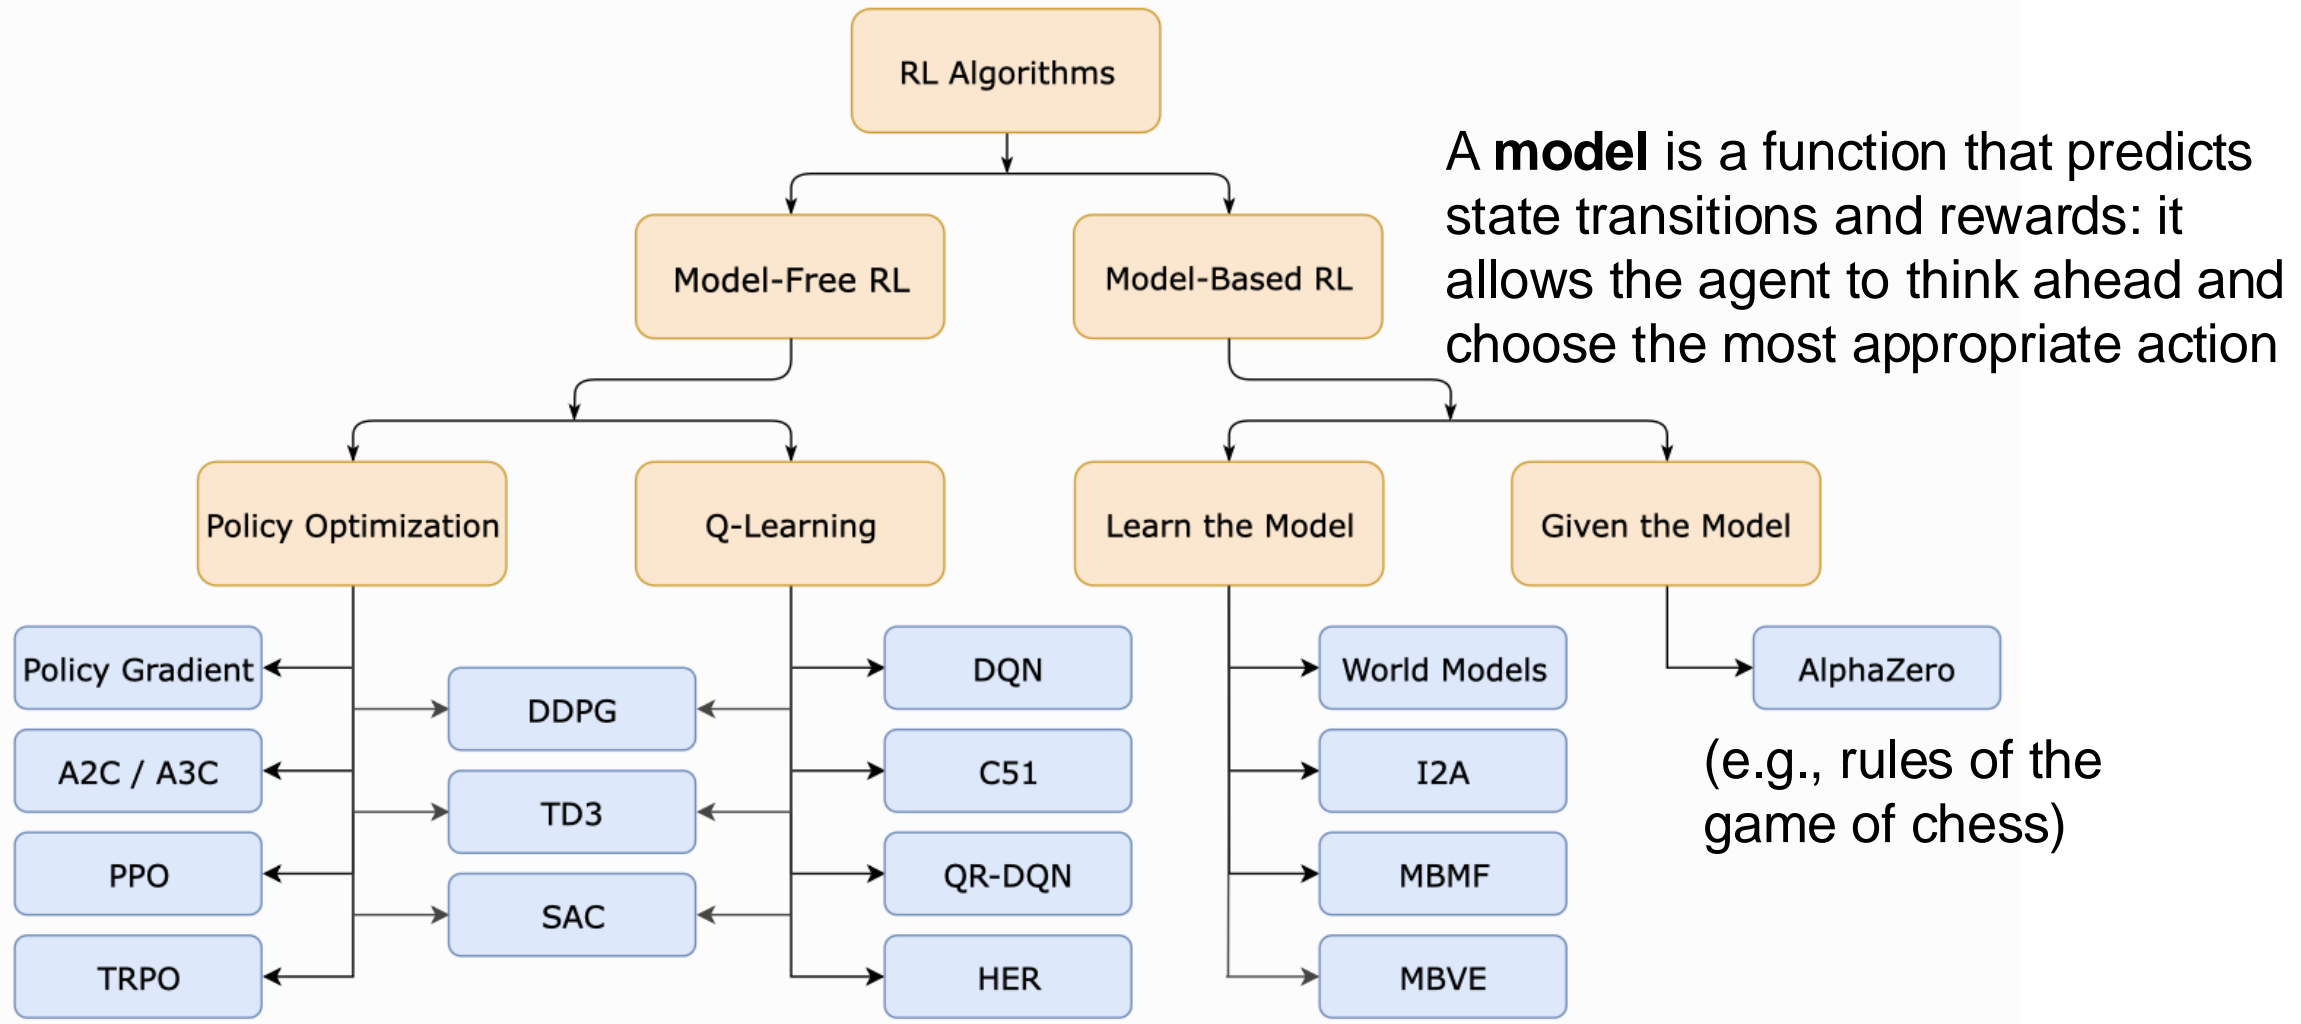 RL Algorithms
A model is a function that predicts
state transitions and rewards: it
allows the agent to think ahead and
choose the most appropriate action
Model-Free RL
Model-Based RL
Policy Optimization
Q-Learning
Learn the Model
Given the Model
Policy Gradient
A2C / A3C
PPO
TRPO
DDPG
TD3
SAC
DQN
C51
QR-DQN
HER
World Models
I2A
MBMF
MBVE
AlphaZero
(e.g., rules of the
game of chess)